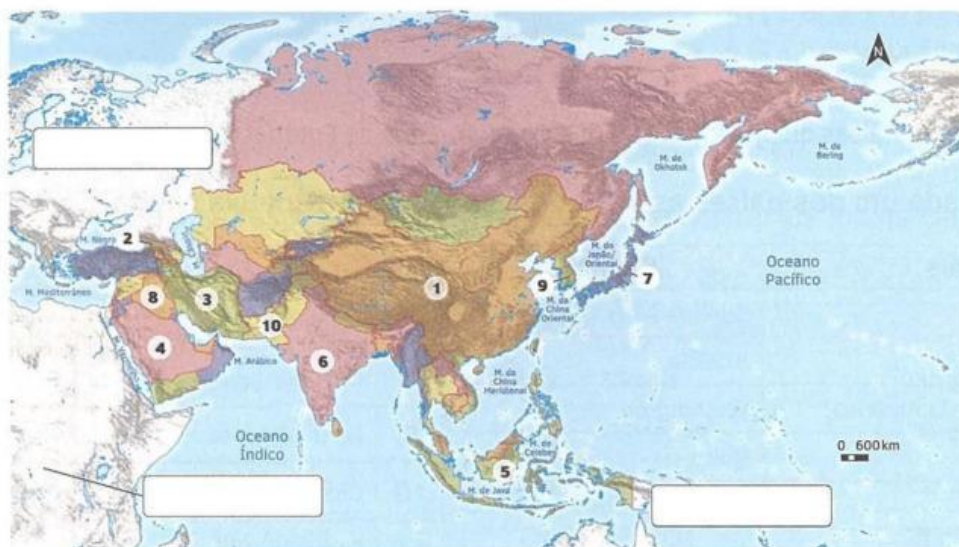 N
M. de
Okhotsk
M. de
Bering
2
M. Negro
M. do
Japão/
Oriental
Oceano
Pacífico
M. Mediterrâneo
8
3
1
9
7
M. da
China
Oriental
10
4
M. Arábico
6
M. da
China
Meridional
Oceano
Índico
M. de
Celebes
0 600 km
5
M. de Java